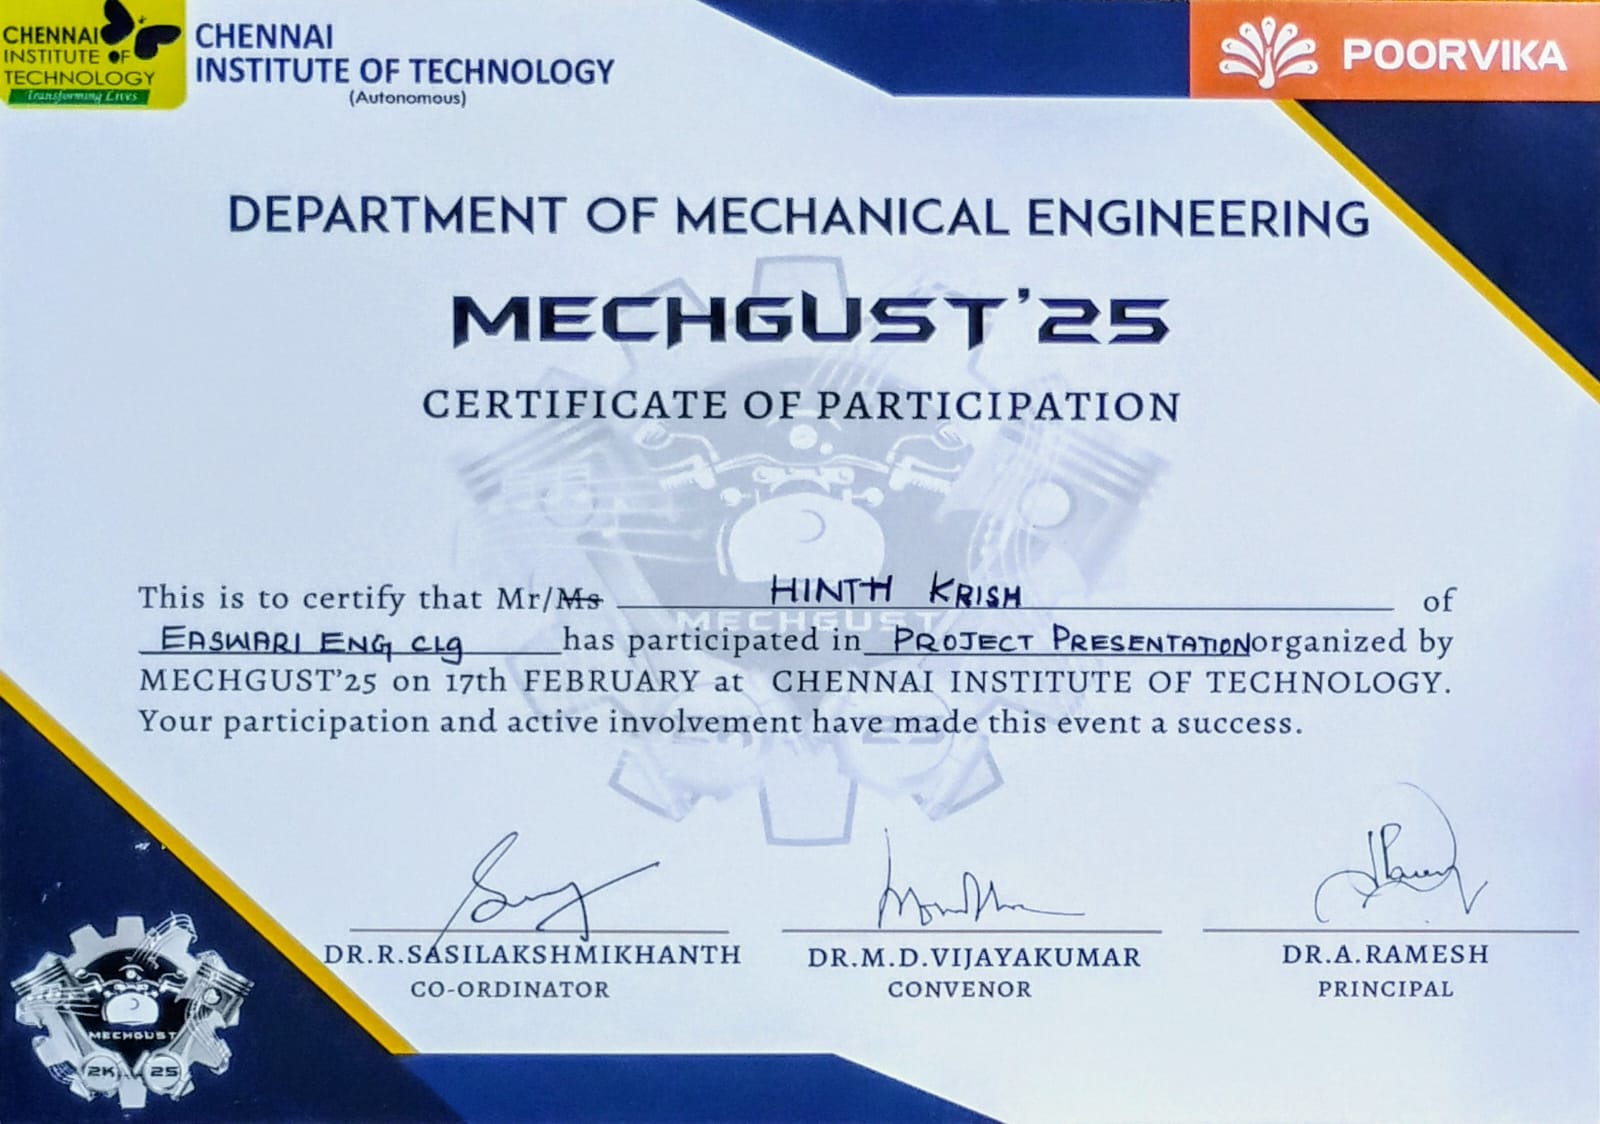 CHENNAI
INSTITUTE OF
TECHNOLOGY
Transforming Lives
CHENNAI
INSTITUTE OF TECHNOLOGY
(Autonomous)
POORVIKA
DEPARTMENT OF MECHANICAL ENGINEERING
MECHGUST'25
CERTIFICATE OF PARTICIPATION
This is to certify that Mr/Ms HINTH KRISH of
MECHGUST
EASWARI ENG CLG has participated in PROJECT PRESENTATION organized by
MECHGUST'25 on 17th FEBRUARY at CHENNAI INSTITUTE OF TECHNOLOGY.
Your participation and active involvement have made this event a success.
2K 25
DR.R.SASILAKSHMIKHANTH
CO-ORDINATOR
DR.M.D.VIJAYAKUMAR
CONVENOR
DR.A.RAMESH
PRINCIPAL
MECHGUST
2K 25